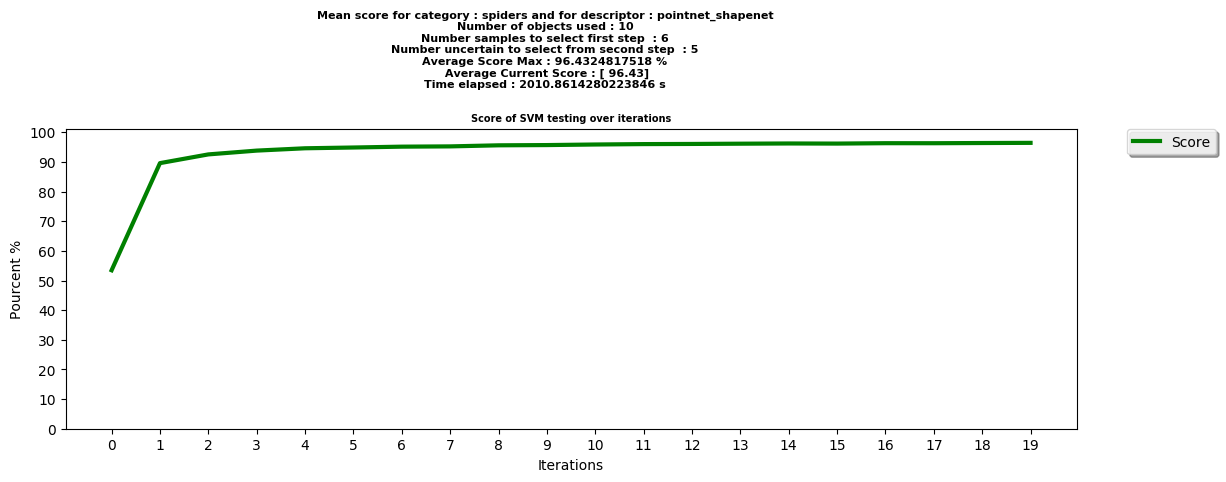 Mean score for category : spiders and for descriptor : pointnet_shapenet
Number of objects used : 10
Number samples to select first step  : 6
Number uncertain to select from second step  : 5
Average Score Max : 96.4324817518 %
Average Current Score : [ 96.43]
Time elapsed : 2010.8614280223846 s
Score of SVM testing over iterations
100
90
80
70
60
50
40
30
20
10
0
Pourcent %
0 1 2 3 4 5 6 7 8 9 10 11 12 13 14 15 16 17 18 19
Iterations
Score